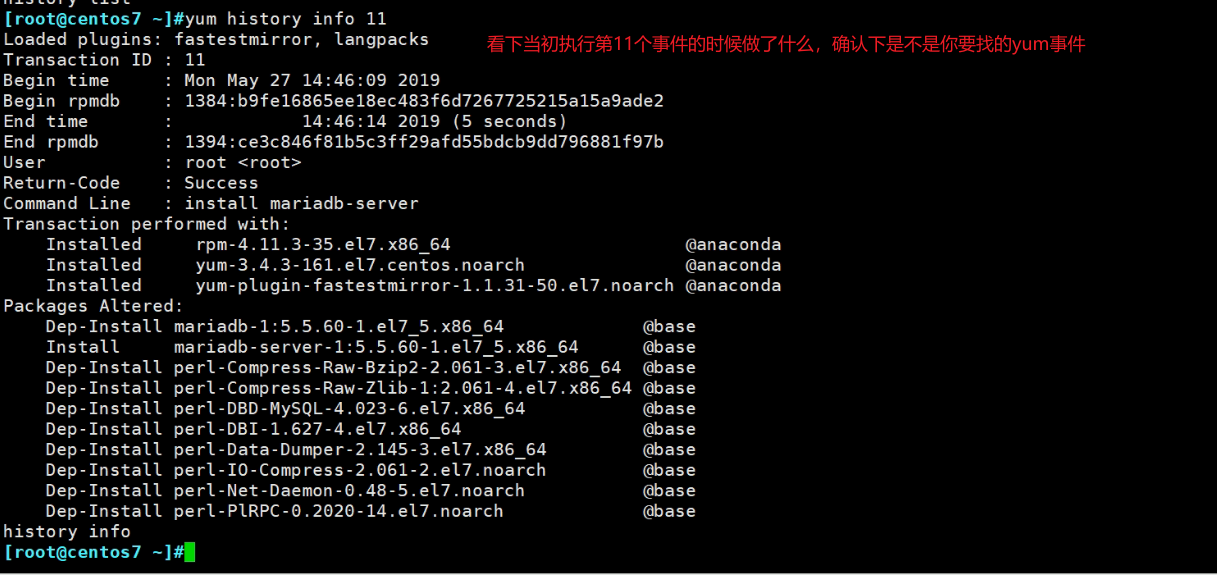 history list
[root@centos7 ~]#yum history info 11
Loaded plugins: fastestmirror, langpacks
看下当初执行第11个事件的时候做了什么，确认下是不是你要找的yum事件
Transaction ID : 11
Begin time     : Mon May 27 14:46:09 2019
Begin rpmdb    : 1384:b9fe16865ee18ec483f6d7267725215a15a9ade2
End time       :            14:46:14 2019 (5 seconds)
End rpmdb      : 1394:ce3c846f81b5c3ff29afd55bdcb9dd796881f97b
User           : root <root>
Return-Code    : Success
Command Line   : install mariadb-server
Transaction performed with:
    Installed     rpm-4.11.3-35.el7.x86_64                      @anaconda
    Installed     yum-3.4.3-161.el7.centos.noarch               @anaconda
    Installed     yum-plugin-fastestmirror-1.1.31-50.el7.noarch @anaconda
Packages Altered:
    Dep-Install mariadb-1:5.5.60-1.el7_5.x86_64             @base
    Install     mariadb-server-1:5.5.60-1.el7_5.x86_64      @base
    Dep-Install perl-Compress-Raw-Bzip2-2.061-3.el7.x86_64  @base
    Dep-Install perl-Compress-Raw-Zlib-1:2.061-4.el7.x86_64 @base
    Dep-Install perl-DBD-MySQL-4.023-6.el7.x86_64           @base
    Dep-Install perl-DBI-1.627-4.el7.x86_64                 @base
    Dep-Install perl-Data-Dumper-2.145-3.el7.x86_64         @base
    Dep-Install perl-IO-Compress-2.061-2.el7.noarch         @base
    Dep-Install perl-Net-Daemon-0.48-5.el7.noarch           @base
    Dep-Install perl-PlRPC-0.2020-14.el7.noarch             @base
history info
[root@centos7 ~]#